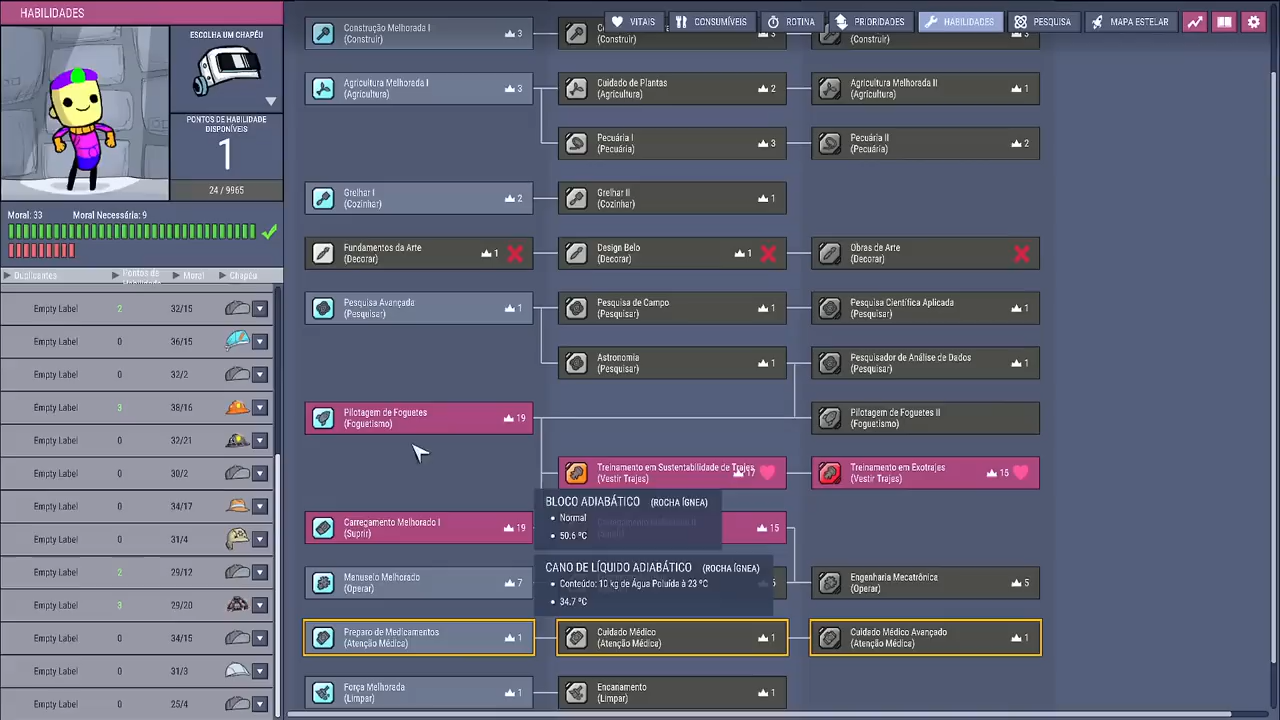 HABILIDADES
VITAIS
CONSUMÍVEIS
ROTINA
PRIORIDADES
HABILIDADES
PESQUISA
MAPA ESTELAR
ESCOLHA UM CHAPÉU
PONTOS DE HABILIDADE
DISPONÍVEIS
1
24 / 9965
Moral: 33
Moral Necessária: 9
Duplicantes
Pontos da
Habilidade
Moral
Chapéu
Empty Label 2 32/15
Empty Label 0 36/15
Empty Label 0 32/2
Empty Label 3 38/16
Empty Label 0 32/21
Empty Label 0 30/2
Empty Label 0 34/17
Empty Label 0 31/4
Empty Label 2 29/12
Empty Label 3 29/20
Empty Label 0 34/15
Empty Label 0 31/3
Empty Label 0 25/4
Construção Melhorada I
(Construir)
3
(Construir)
3
(Construir)
3
Agricultura Melhorada I
(Agricultura)
3
Cuidado de Plantas
(Agricultura)
2
Agricultura Melhorada II
(Agricultura)
1
Pecuária I
(Pecuária)
3
Pecuária II
(Pecuária)
2
Grelhar I
(Cozinhar)
2
Grelhar II
(Cozinhar)
1
Fundamentos da Arte
(Decorar)
1
Design Belo
(Decorar)
1
Obras de Arte
(Decorar)
Pesquisa Avançada
(Pesquisar)
1
Pesquisa de Campo
(Pesquisar)
1
Pesquisa Científica Aplicada
(Pesquisar)
1
Astronomia
(Pesquisar)
1
Pesquisador de Análise de Dados
(Pesquisar)
1
Pilotagem de Foguetes
(Foguetismo)
19
Pilotagem de Foguetes II
(Foguetismo)
Treinamento em Sustentabilidade de Trajes
(Vestir Trajes)
17
Treinamento em Exotrajes
(Vestir Trajes)
15
Carregamento Melhorado I
(Suprir)
19
15
BLOCO ADIABÁTICO (ROCHA ÍGNEA)
• Normal
• 50.6 ºC
CANO DE LÍQUIDO ADIABÁTICO (ROCHA ÍGNEA)
• Conteúdo: 10 kg de Água Poluída à 23 ºC
• 34.7 ºC
Manuseio Melhorado
(Operar)
7
Engenharia Mecatrônica
(Operar)
5
Preparo de Medicamentos
(Atenção Médica)
1
Cuidado Médico
(Atenção Médica)
1
Cuidado Médico Avançado
(Atenção Médica)
1
Força Melhorada
(Limpar)
1
Encanamento
(Limpar)
1